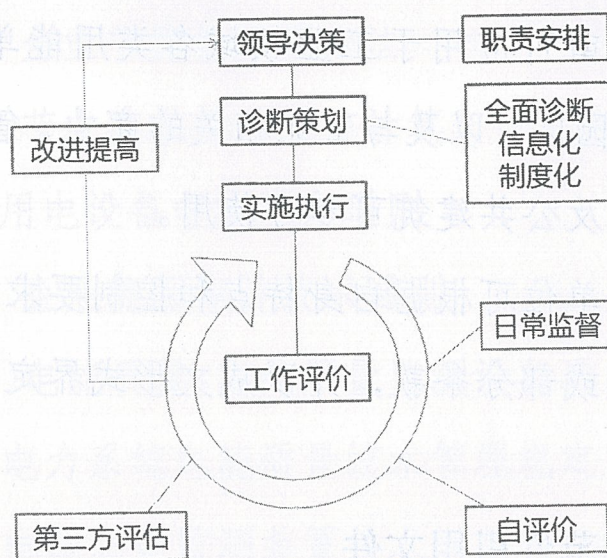 领导决策
职责安排
诊断策划
全面诊断
信息化
制度化
改进提高
实施执行
日常监督
工作评价
第三方评估
自评价